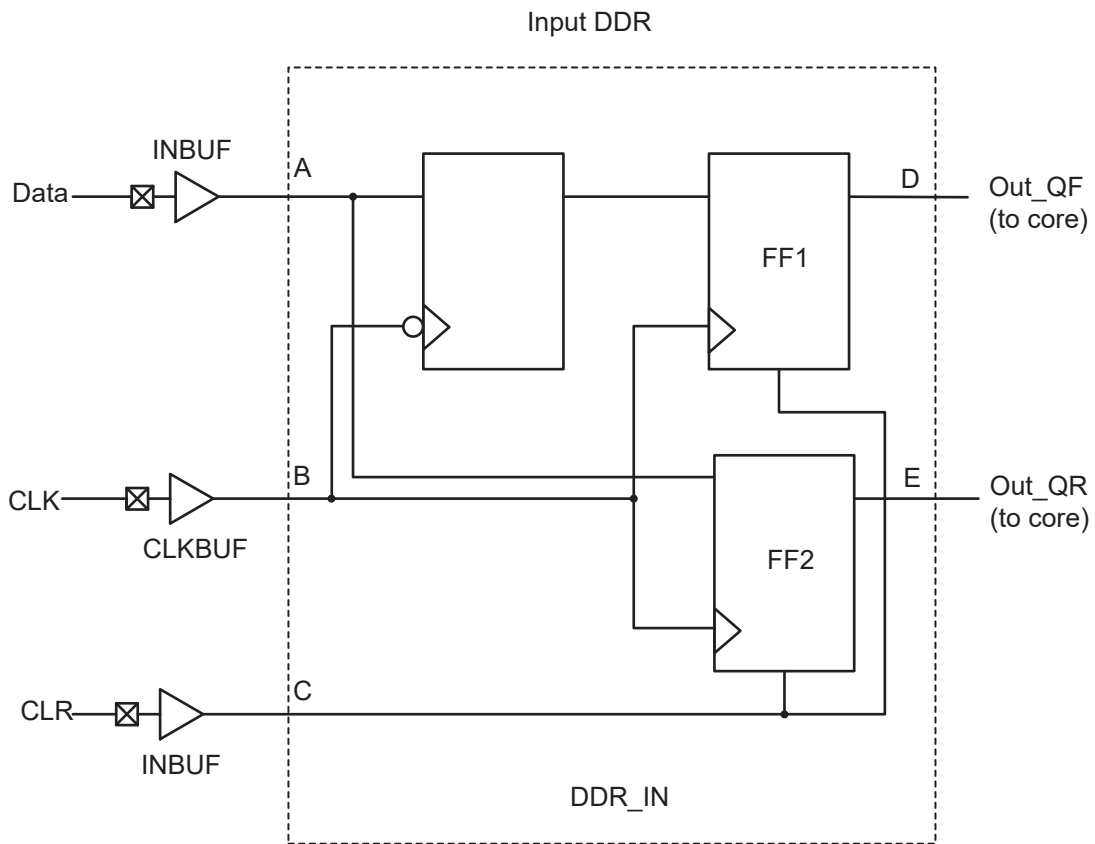 Input DDR
INBUF
A
Data
D
Out_QF
(to core)
FF1
B
CLK
CLKBUF
E
Out_QR
(to core)
FF2
C
CLR
INBUF
DDR_IN